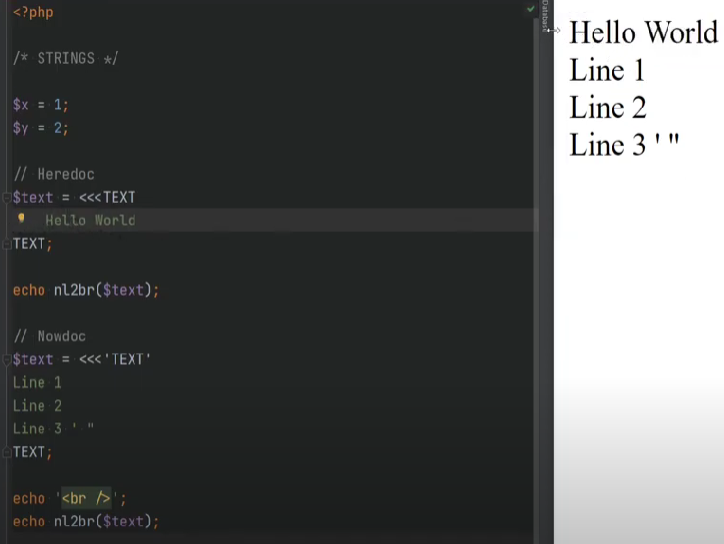 <?php
/* STRINGS */
$x = 1;
$y = 2;
// Heredoc
$text = <<<TEXT
    Hello World
TEXT;
echo nl2br($text);
// Nowdoc
$text = <<<'TEXT'
Line 1
Line 2
Line 3 ' "
TEXT;
echo '<br />';
echo nl2br($text);
Database
Hello World
Line 1
Line 2
Line 3 ' "